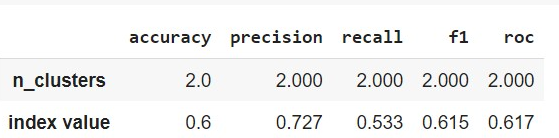 accuracy precision recall f1 roc
n_clusters 2.0 2.000 2.000 2.000 2.000
index value 0.6 0.727 0.533 0.615 0.617